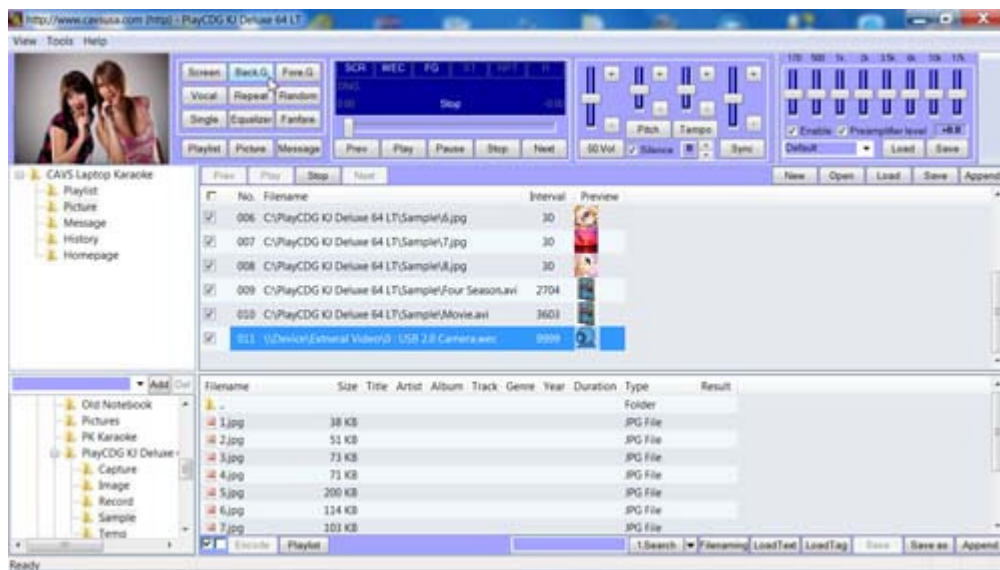 http://www.cavsusa.com (http) - PlayCDG KJ Deluxe 64 LT
View Tools Help
Screen Back.G. Fore.G.
Vocal Repeat Random
Single Equalizer Fanfare
Playlist Picture Message
SCR WEC FG
Stop
Prev Play Pause Stop Next
50 Vol Pitch Tempo Silence Sync
170 500 1k 3k 6k
Enable Preamplifier level +0.0
Default Load Save
CAVS Laptop Karaoke
Playlist
Picture
Message
History
Homepage
Prev Play Stop Next New Open Load Save Append
No. Filename Interval Preview
006 C:\PlayCDG KJ Deluxe 64 LT\Sample\6.jpg 30
007 C:\PlayCDG KJ Deluxe 64 LT\Sample\7.jpg 30
008 C:\PlayCDG KJ Deluxe 64 LT\Sample\8.jpg 30
009 C:\PlayCDG KJ Deluxe 64 LT\Sample\Four Season.avi 2704
010 C:\PlayCDG KJ Deluxe 64 LT\Sample\Movie.avi 3603
011 \\Device\Extneral Video\0 : USB 2.0 Camera.wec 9999
Add Del
Old Notebook
Pictures
PK Karaoke
PlayCDG KJ Deluxe
Capture
Image
Record
Sample
Temp
Filename Size Title Artist Album Track Genre Year Duration Type Result
.. Folder
1.jpg 38 KB JPG File
2.jpg 51 KB JPG File
3.jpg 73 KB JPG File
4.jpg 71 KB JPG File
5.jpg 200 KB JPG File
6.jpg 114 KB JPG File
7.jpg 103 KB JPG File
Encode Playlist .1.Search Filenaming LoadText LoadTag Save Save as Append
Ready